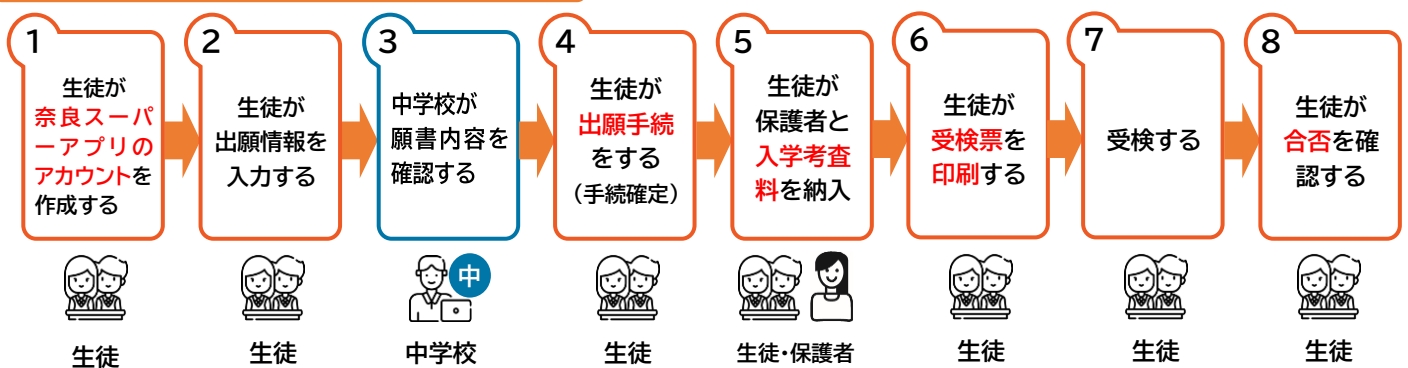 1
生徒が
奈良スーパ
ーアプリの
アカウントを
作成する
生徒
2
生徒が
出願情報を
入力する
生徒
3
中学校が
願書内容を
確認する
中
中学校
4
生徒が
出願手続
をする
(手続確定)
生徒
5
生徒が
保護者と
入学考査
料を納入
生徒・保護者
6
生徒が
受検票を
印刷する
生徒
7
受検する
生徒
8
生徒が
合否を確
認する
生徒